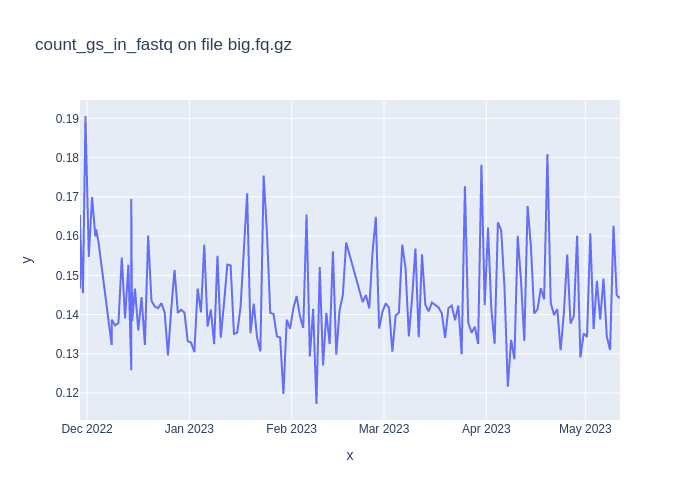 count_gs_in_fastq on file big.fq.gz
0.19
0.18
0.17
0.16
0.15
0.14
0.13
0.12
y
Dec 2022 Jan 2023 Feb 2023 Mar 2023 Apr 2023 May 2023
x